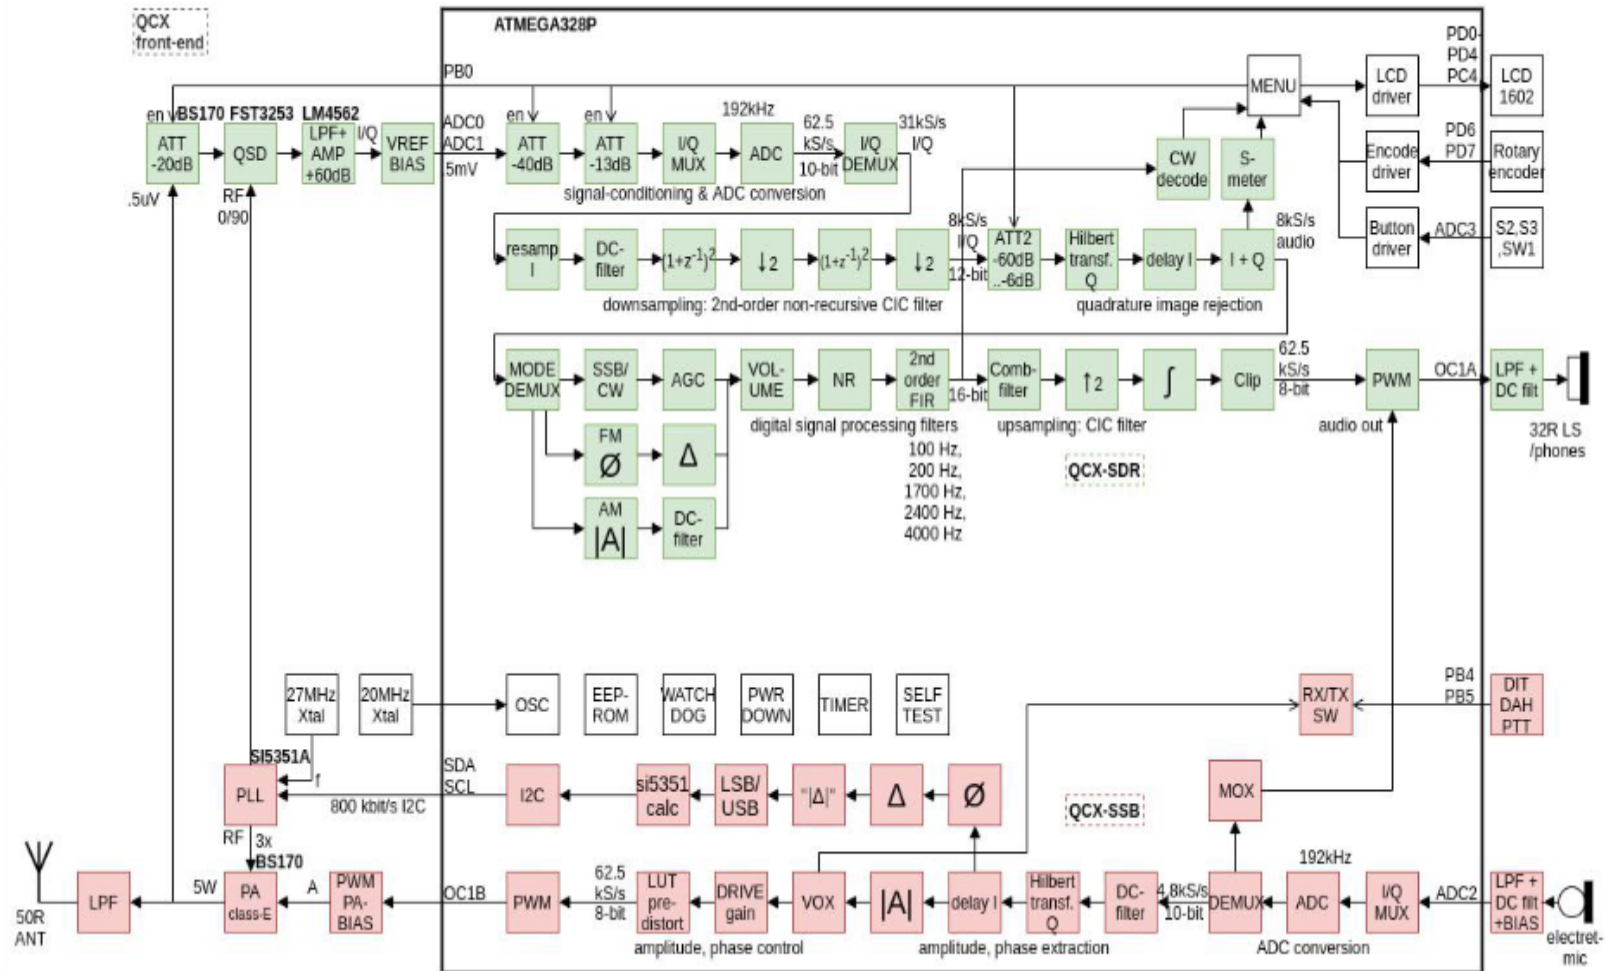 QCX
front-end
ATMEGA328P
PD0-
PD4
PC4
PB0
MENU
LCD
driver
LCD
1602
en
BS170 FST3253 LM4562
ATT
-20dB
QSD
LPF+
AMP
+60dB
I/Q
VREF
BIAS
ADC0
ADC1
.5mV
en
ATT
-40dB
en
ATT
-13dB
I/Q
MUX
192kHz
ADC
62.5
kS/s
10-bit
I/Q
DEMUX
31kS/s
I/Q
CW
decode
S-
meter
Encode
driver
PD6
PD7
Rotary
encoder
.5uV
RF
0/90
signal-conditioning & ADC conversion
resamp
I
DC-
filter
(1+z-1)2
↓2
(1+z-1)2
↓2
8kS/s
I/Q
12-bit
ATT2
-60dB
..-6dB
Hilbert
transf.
Q
delay I
I + Q
8kS/s
audio
Button
driver
ADC3
S2,S3
,SW1
downsampling: 2nd-order non-recursive CIC filter
quadrature image rejection
MODE
DEMUX
SSB/
CW
AGC
VOL-
UME
NR
2nd
order
FIR
16-bit
Comb-
filter
↑2
∫
Clip
62.5
kS/s
8-bit
PWM
OC1A
LPF +
DC filt
digital signal processing filters
upsampling: CIC filter
audio out
32R LS
/phones
FM
Ø
Δ
100 Hz,
200 Hz,
1700 Hz,
2400 Hz,
4000 Hz
QCX-SDR
AM
|A|
DC-
filter
27MHz
Xtal
20MHz
Xtal
OSC
EEP-
ROM
WATCH
DOG
PWR
DOWN
TIMER
SELF
TEST
RX/TX
SW
PB4
PB5
DIT
DAH
PTT
SI5351A
PLL
f
800 kbit/s I2C
SDA
SCL
I2C
si5351
calc
LSB/
USB
"|Δ|"
Δ
Ø
QCX-SSB
MOX
RF
3x
BS170
192kHz
50R
ANT
LPF
5W
PA
class-E
A
PWM
PA-
BIAS
OC1B
PWM
62.5
kS/s
8-bit
LUT
pre-
distort
DRIVE
gain
VOX
|A|
delay I
Hilbert
transf.
Q
DC-
filter
4.8kS/s
10-bit
DEMUX
ADC
I/Q
MUX
ADC2
LPF +
DC filt
+BIAS
electret-
mic
amplitude, phase control
amplitude, phase extraction
ADC conversion